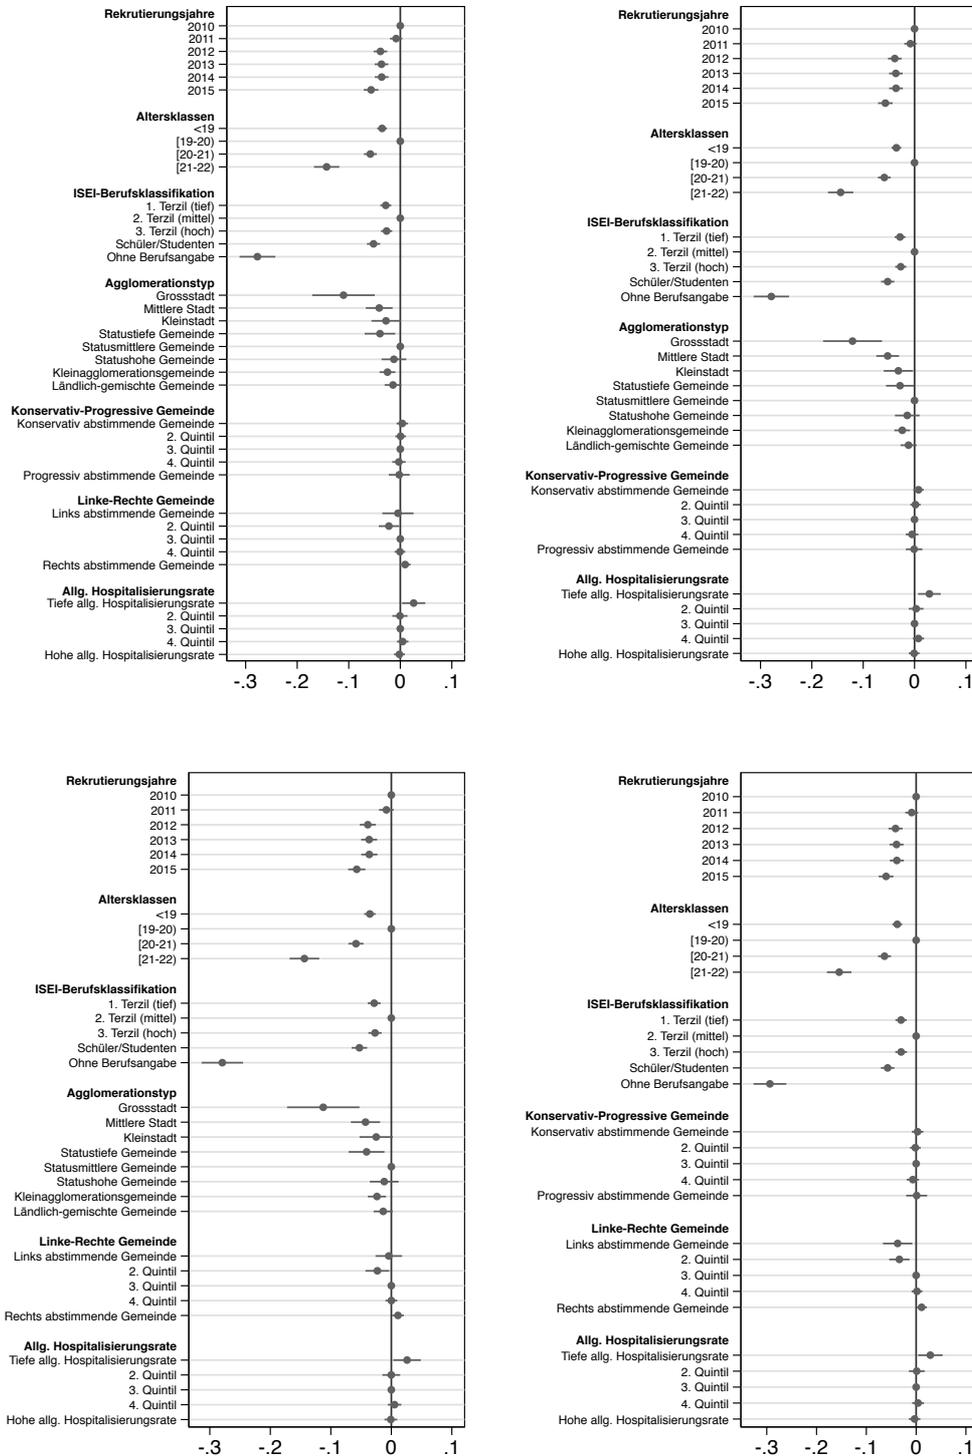 Rekrutierungsjahre
2010
2011
2012
2013
2014
2015
Altersklassen
<19
[19-20)
[20-21)
[21-22)
ISEI-Berufsklassifikation
1. Terzil (tief)
2. Terzil (mittel)
3. Terzil (hoch)
Schüler/Studenten
Ohne Berufsangabe
Agglomerationstyp
Grossstadt
Mittlere Stadt
Kleinstadt
Statustiefe Gemeinde
Statusmittlere Gemeinde
Statushohe Gemeinde
Kleinagglomerationsgemeinde
Ländlich-gemischte Gemeinde
Konservativ-Progressive Gemeinde
Konservativ abstimmende Gemeinde
2. Quintil
3. Quintil
4. Quintil
Progressiv abstimmende Gemeinde
Linke-Rechte Gemeinde
Links abstimmende Gemeinde
2. Quintil
3. Quintil
4. Quintil
Rechts abstimmende Gemeinde
Allg. Hospitalisierungsrate
Tiefe allg. Hospitalisierungsrate
2. Quintil
3. Quintil
4. Quintil
Hohe allg. Hospitalisierungsrate
-.3 -.2 -.1 0 .1
Rekrutierungsjahre
2010
2011
2012
2013
2014
2015
Altersklassen
<19
[19-20)
[20-21)
[21-22)
ISEI-Berufsklassifikation
1. Terzil (tief)
2. Terzil (mittel)
3. Terzil (hoch)
Schüler/Studenten
Ohne Berufsangabe
Agglomerationstyp
Grossstadt
Mittlere Stadt
Kleinstadt
Statustiefe Gemeinde
Statusmittlere Gemeinde
Statushohe Gemeinde
Kleinagglomerationsgemeinde
Ländlich-gemischte Gemeinde
Konservativ-Progressive Gemeinde
Konservativ abstimmende Gemeinde
2. Quintil
3. Quintil
4. Quintil
Progressiv abstimmende Gemeinde
Allg. Hospitalisierungsrate
Tiefe allg. Hospitalisierungsrate
2. Quintil
3. Quintil
4. Quintil
Hohe allg. Hospitalisierungsrate
-.3 -.2 -.1 0 .1
Rekrutierungsjahre
2010
2011
2012
2013
2014
2015
Altersklassen
<19
[19-20)
[20-21)
[21-22)
ISEI-Berufsklassifikation
1. Terzil (tief)
2. Terzil (mittel)
3. Terzil (hoch)
Schüler/Studenten
Ohne Berufsangabe
Agglomerationstyp
Grossstadt
Mittlere Stadt
Kleinstadt
Statustiefe Gemeinde
Statusmittlere Gemeinde
Statushohe Gemeinde
Kleinagglomerationsgemeinde
Ländlich-gemischte Gemeinde
Linke-Rechte Gemeinde
Links abstimmende Gemeinde
2. Quintil
3. Quintil
4. Quintil
Rechts abstimmende Gemeinde
Allg. Hospitalisierungsrate
Tiefe allg. Hospitalisierungsrate
2. Quintil
3. Quintil
4. Quintil
Hohe allg. Hospitalisierungsrate
-.3 -.2 -.1 0 .1
Rekrutierungsjahre
2010
2011
2012
2013
2014
2015
Altersklassen
<19
[19-20)
[20-21)
[21-22)
ISEI-Berufsklassifikation
1. Terzil (tief)
2. Terzil (mittel)
3. Terzil (hoch)
Schüler/Studenten
Ohne Berufsangabe
Konservativ-Progressive Gemeinde
Konservativ abstimmende Gemeinde
2. Quintil
3. Quintil
4. Quintil
Progressiv abstimmende Gemeinde
Linke-Rechte Gemeinde
Links abstimmende Gemeinde
2. Quintil
3. Quintil
4. Quintil
Rechts abstimmende Gemeinde
Allg. Hospitalisierungsrate
Tiefe allg. Hospitalisierungsrate
2. Quintil
3. Quintil
4. Quintil
Hohe allg. Hospitalisierungsrate
-.3 -.2 -.1 0 .1